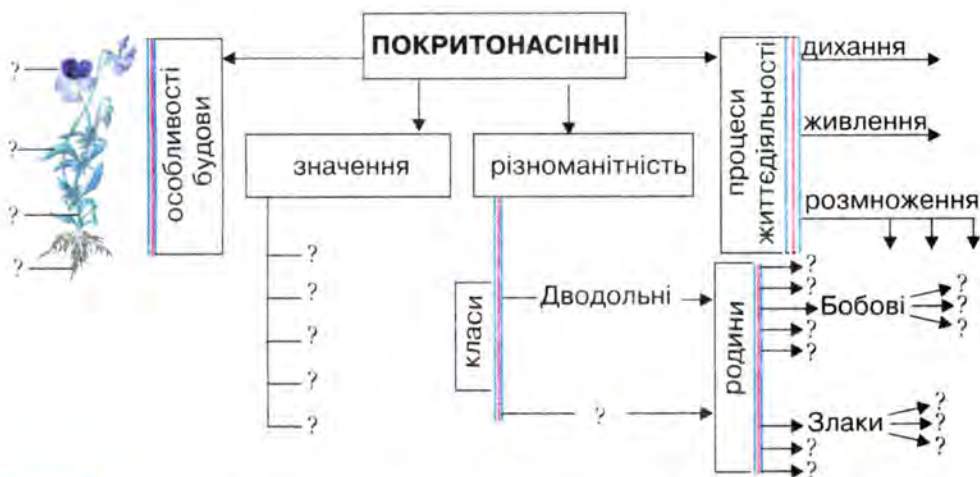 ПОКРИТОНАСІННІ
?
?
?
?
особливості
будови
значення
?
?
?
?
?
різноманітність
класи
Дводольні
?
процеси
життєдіяльності
дихання
живлення
розмноження
родини
?
?
Бобові
?
?
?
?
?
Злаки
?
?
?
?
?